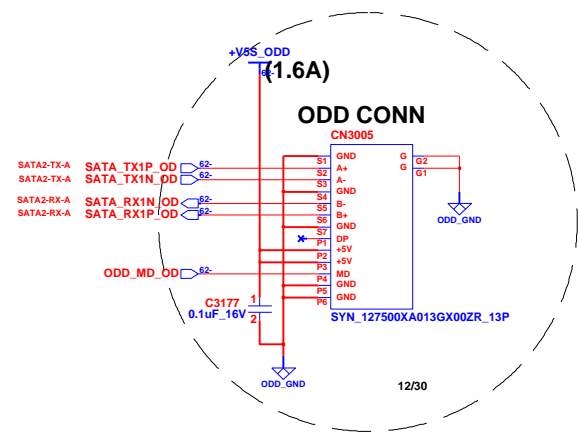 +V5S_ODD
62-
(1.6A)
ODD CONN
CN3005
SATA2-TX-A SATA_TX1P_OD 62- S1 GND G G2
SATA2-TX-A SATA_TX1N_OD 62- S2 A+ G G1
S3 A-
SATA2-RX-A SATA_RX1N_OD 62- S4 GND
SATA2-RX-A SATA_RX1P_OD 62- S5 B-
S6 B+
S7 GND
P1 DP
P2 +5V
P3 +5V
ODD_MD_OD 62- P4 MD
P5 GND
P6 GND
ODD_GND
C3177 1
0.1uF_16V 2
SYN_127500XA013GX00ZR_13P
ODD_GND
12/30